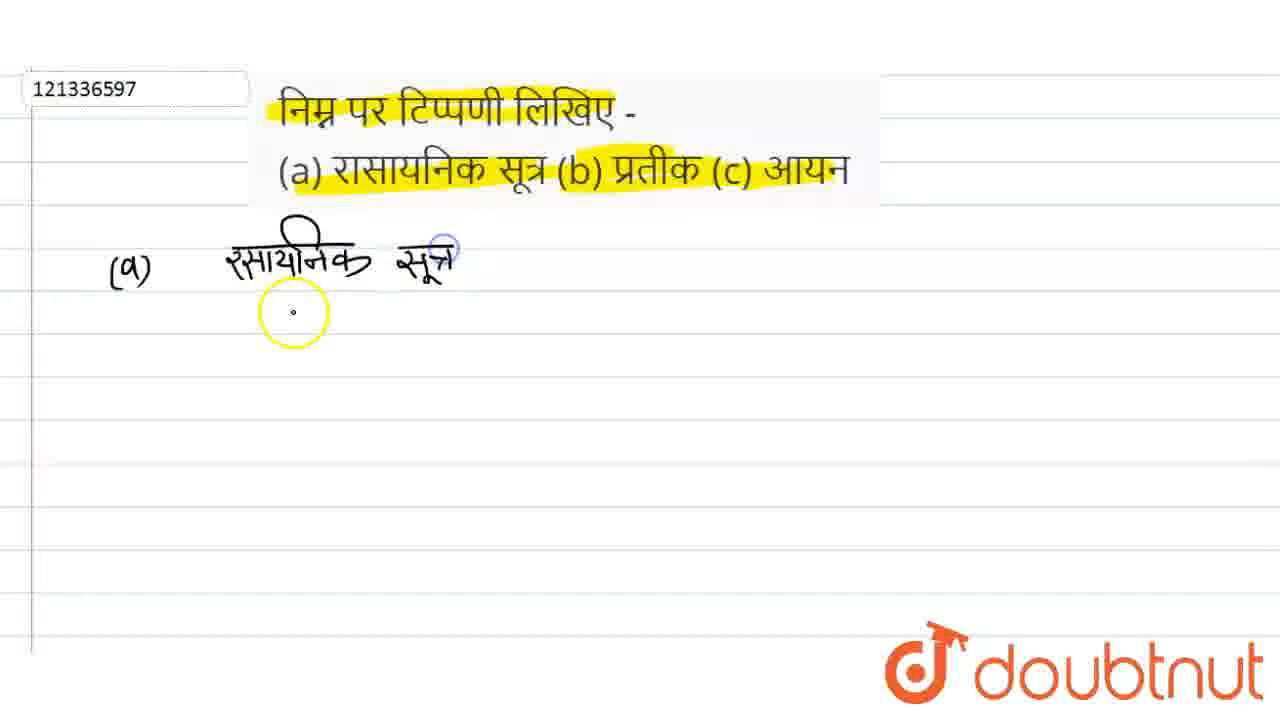 121336597
निम्न पर टिप्पणी लिखिए -
(a) रासायनिक सूत्र (b) प्रतीक (c) आयन
(a) रसायनिक सूत्र
doubtnut